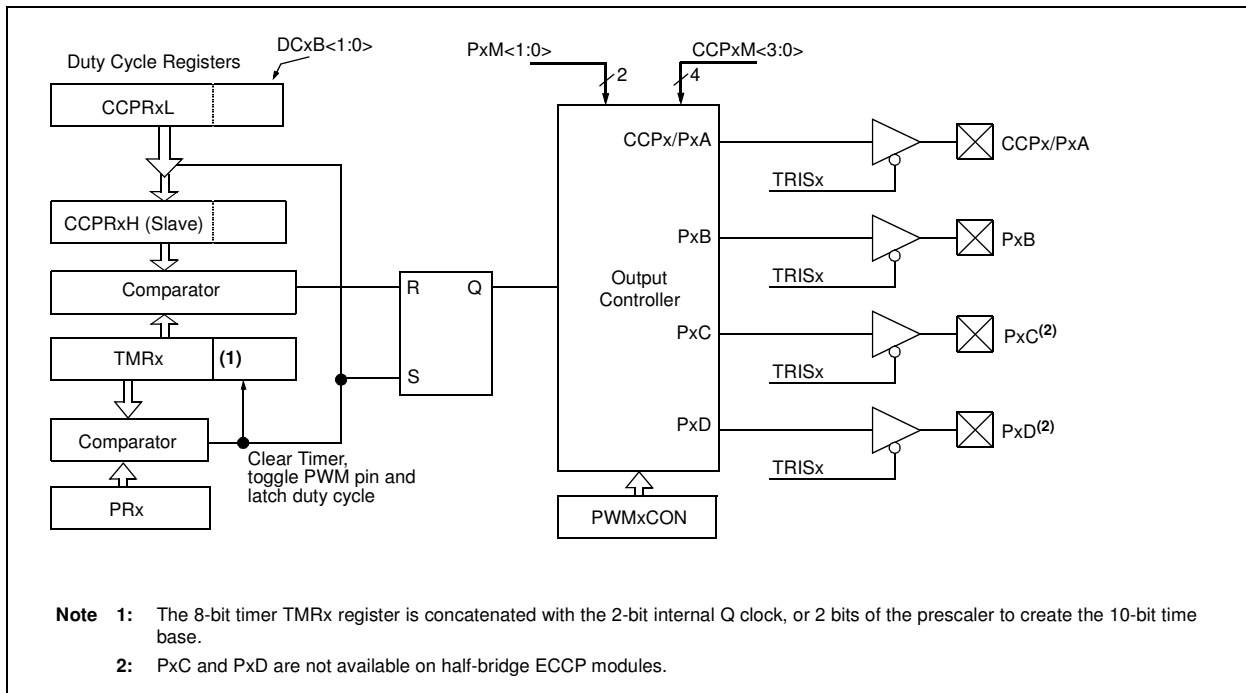 DCxB<1:0>
Duty Cycle Registers
CCPRxL
CCPRxH (Slave)
Comparator
TMRx
(1)
Comparator
PRx
Clear Timer,
toggle PWM pin and
latch duty cycle
R
Q
S
PxM<1:0>
2
CCPxM<3:0>
4
Output
Controller
CCPx/PxA
PxB
PxC
PxD
PWMxCON
TRISx
CCPx/PxA
TRISx
PxB
TRISx
PxC(2)
TRISx
PxD(2)
Note 1: The 8-bit timer TMRx register is concatenated with the 2-bit internal Q clock, or 2 bits of the prescaler to create the 10-bit time
base.
2: PxC and PxD are not available on half-bridge ECCP modules.